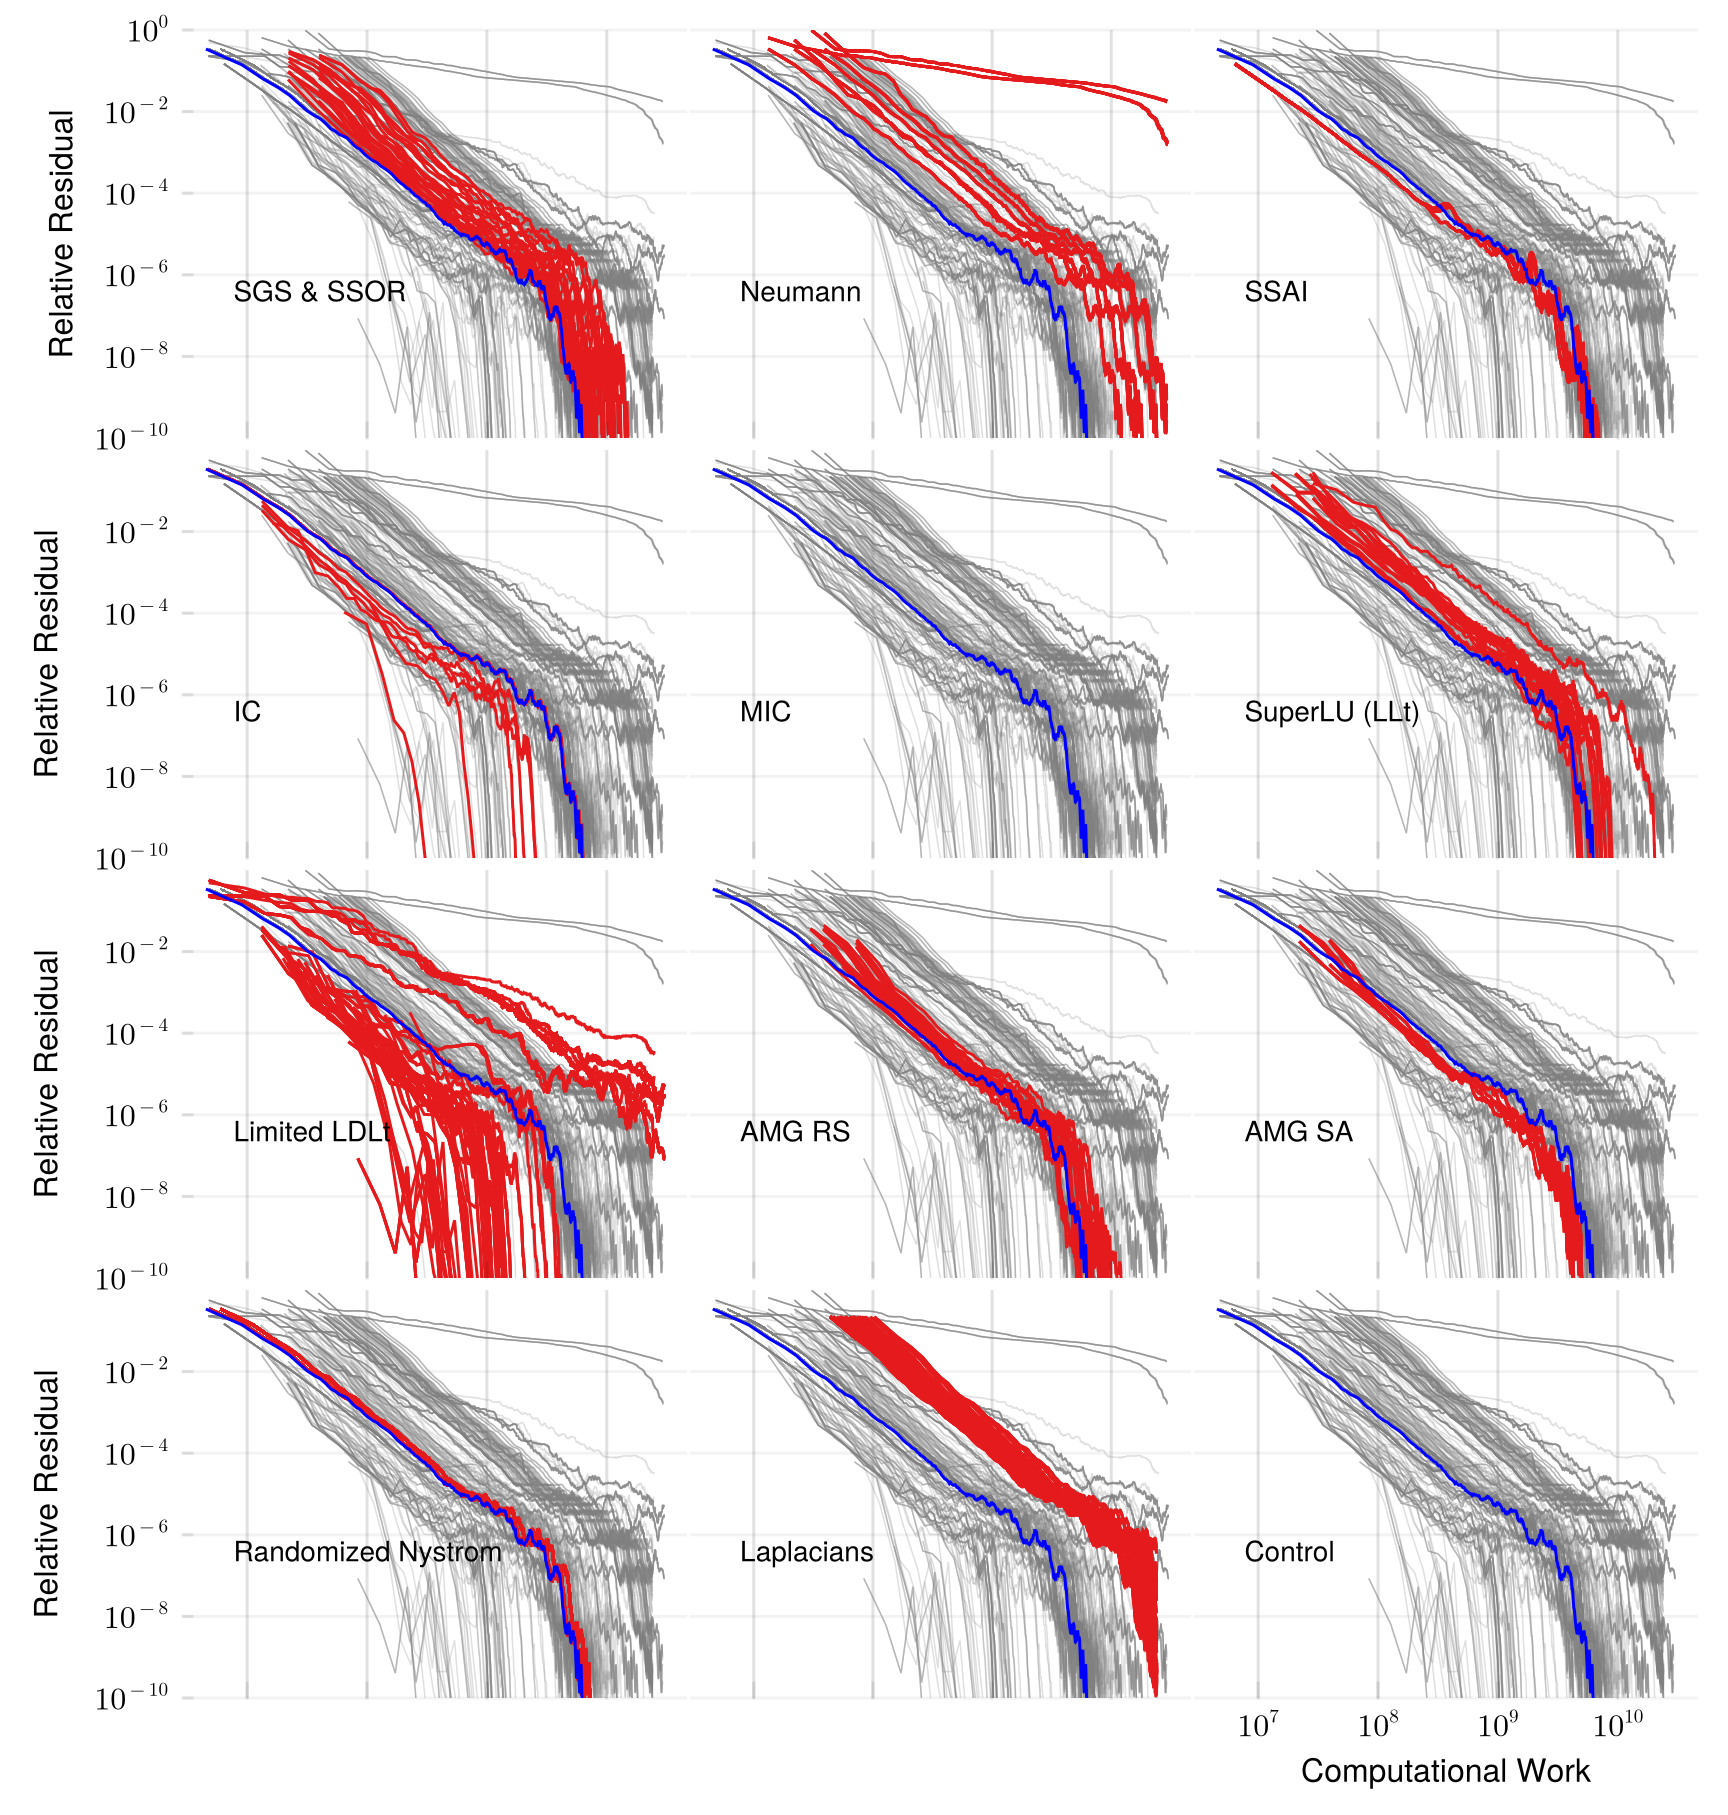 10^0
10^-2
10^-4
10^-6
10^-8
10^-10
Relative Residual
SGS & SSOR
Neumann
SSAI
10^-2
10^-4
10^-6
10^-8
10^-10
Relative Residual
IC
MIC
SuperLU (LLt)
10^-2
10^-4
10^-6
10^-8
10^-10
Relative Residual
Limited LDLt
AMG RS
AMG SA
10^-2
10^-4
10^-6
10^-8
10^-10
Relative Residual
Randomized Nystrom
Laplacians
Control
10^7 10^8 10^9 10^10
Computational Work